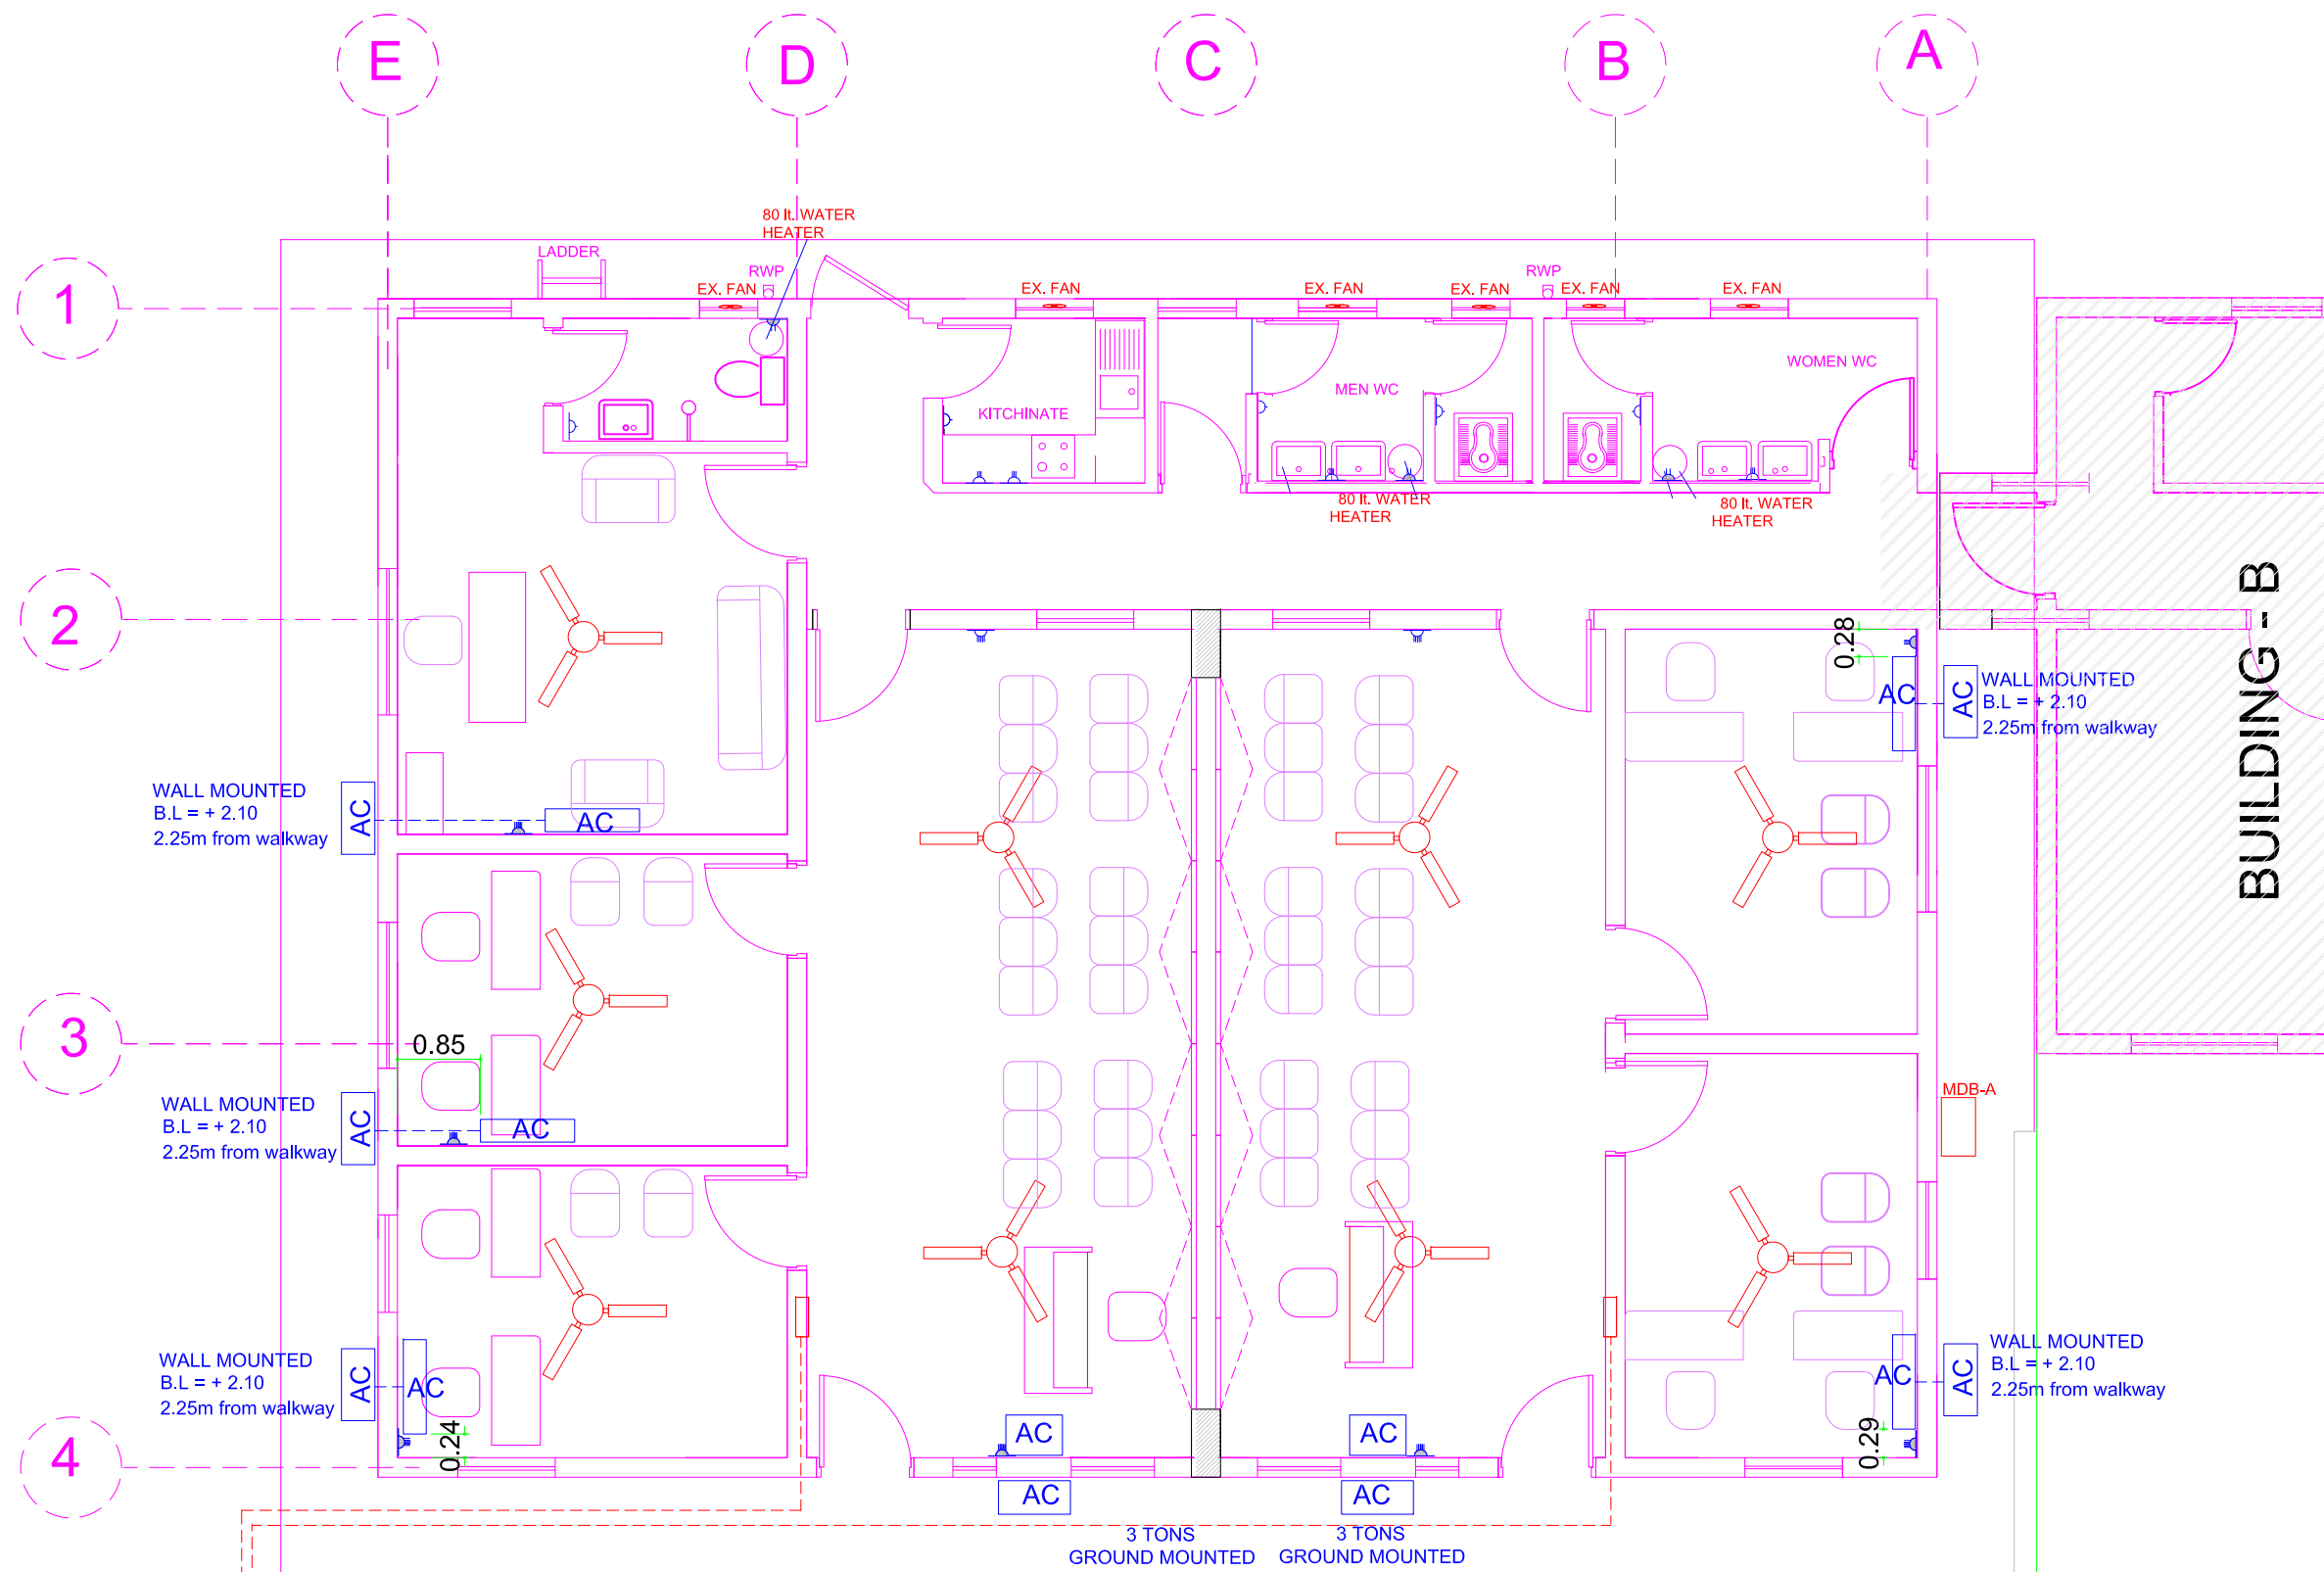 E
D
C
B
A
80 lt. WATER
HEATER
LADDER
RWP
RWP
1
EX. FAN
EX. FAN
EX. FAN
EX. FAN
EX. FAN
EX. FAN
WOMEN WC
MEN WC
KITCHINATE
80 lt. WATER
HEATER
80 lt. WATER
HEATER
2
0.28
BUILDING - B
AC
AC
WALL MOUNTED
B.L = + 2.10
2.25m from walkway
WALL MOUNTED
B.L = + 2.10
2.25m from walkway
AC
AC
3
0.85
MDB-A
WALL MOUNTED
B.L = + 2.10
2.25m from walkway
AC
AC
WALL MOUNTED
B.L = + 2.10
2.25m from walkway
AC
AC
AC
AC
WALL MOUNTED
B.L = + 2.10
2.25m from walkway
4
0.24
AC
AC
0.29
AC
AC
3 TONS
GROUND MOUNTED
3 TONS
GROUND MOUNTED